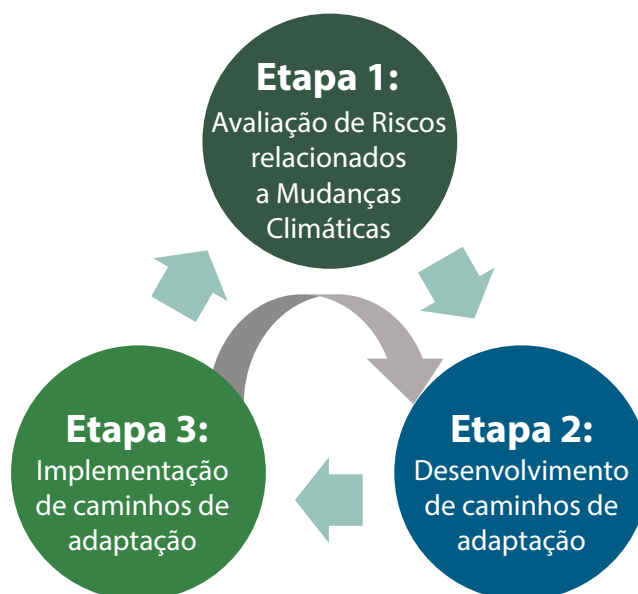 Etapa 1:
Avaliação de Riscos
relacionados
a Mudanças
Climáticas
Etapa 3:
Implementação
de caminhos de
adaptação
Etapa 2:
Desenvolvimento
de caminhos de
adaptação